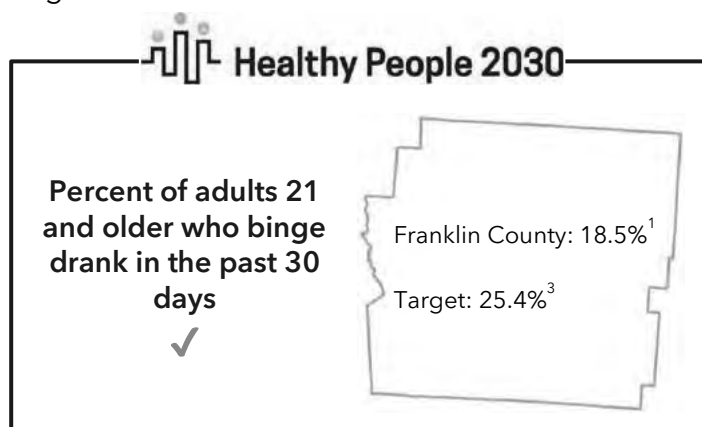 Healthy People 2030
Percent of adults 21
and older who binge
drank in the past 30
days
✓
Franklin County: 18.5%¹
Target: 25.4%³